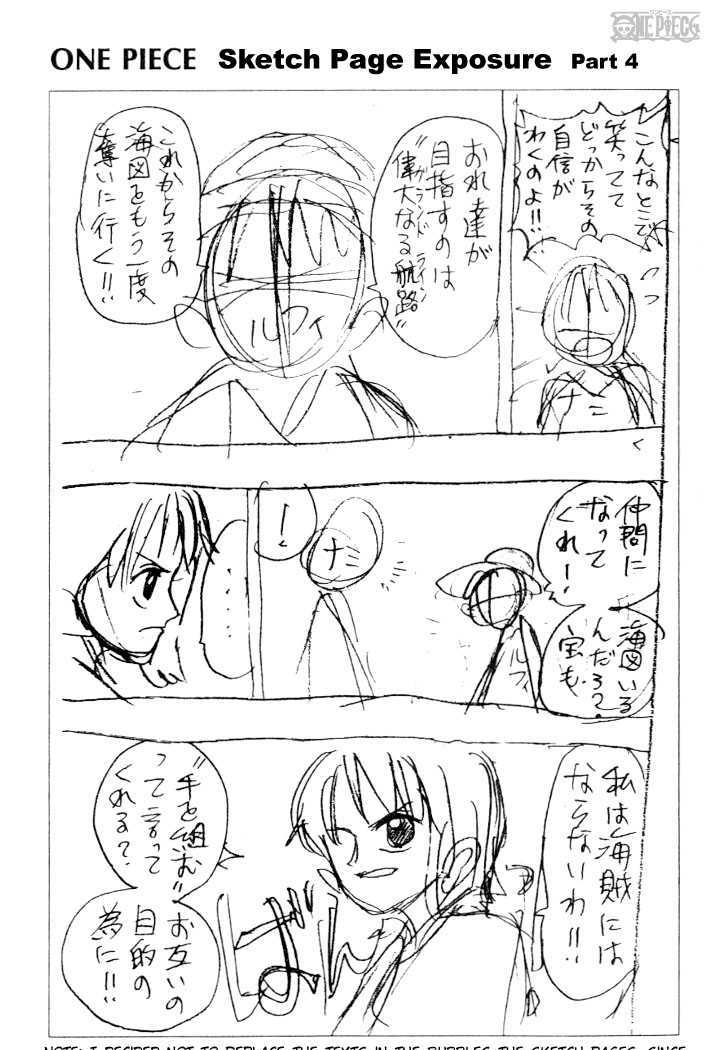 ワンピース
ONE PIECE
ONE PIECE Sketch Page Exposure Part 4
こんなとこで
笑ってて
どっからその
自信が
わくのよ!!
ナミ
おれ達が
目指すのは
“偉大なる航路”
グランドライン
これからその
海図をもう一度
奪いに行く!!
ルフィ
仲間に
なって
くれ!
海図いる
んだろ?
宝も
ルフィ
ナミ
!
・・・・
私は海賊には
ならないわ!!
“手を組む”
って言って
くれる?
お互いの
目的の
為に!!
ばん
NOTE: I DECIDED NOT TO REPLACE THE TEXTS IN THE BUBBLES THE SKETCH PAGES, SINCE